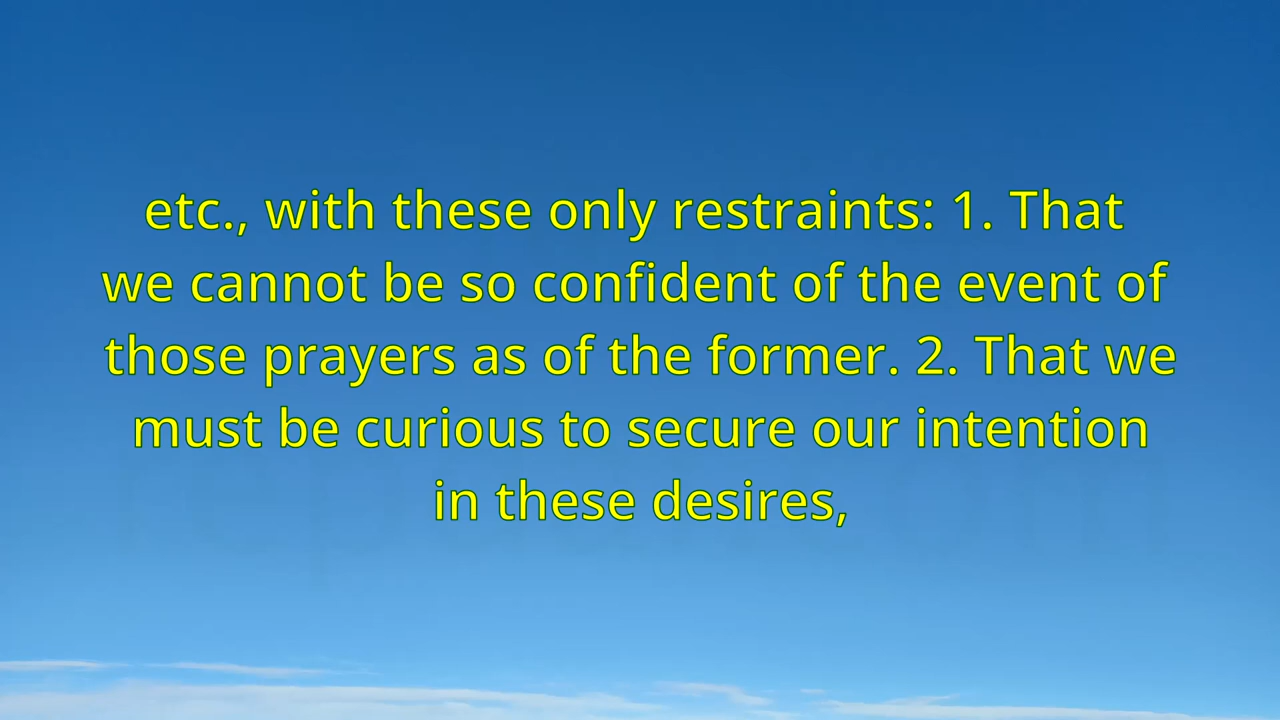 etc., with these only restraints: 1. That
we cannot be so confident of the event of
those prayers as of the former. 2. That we
must be curious to secure our intention
in these desires,